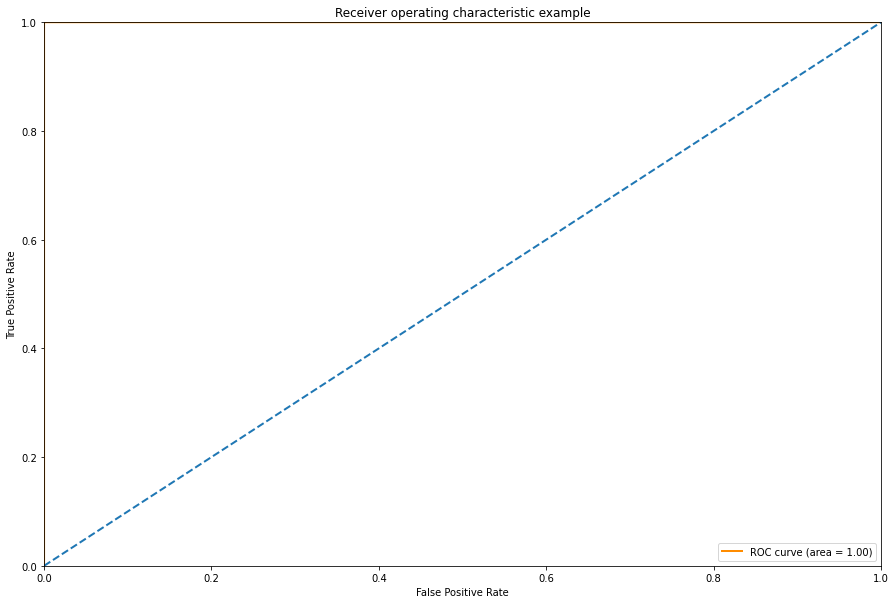 Receiver operating characteristic example
1.0
0.8
0.6
0.4
0.2
0.0
True Positive Rate
ROC curve (area = 1.00)
0.0 0.2 0.4 0.6 0.8 1.0
False Positive Rate